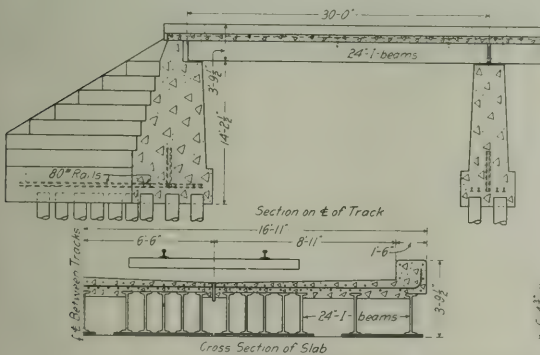 30'-0"
24" I-beams
3'-9½"
14'-2½"
80# Rails
Section on ℄ of Track
16'-11"
6'-6"
8'-11"
1'-6"
℄ Between Tracks
24" I-beams
3'-9½"
Cross Section of Slab